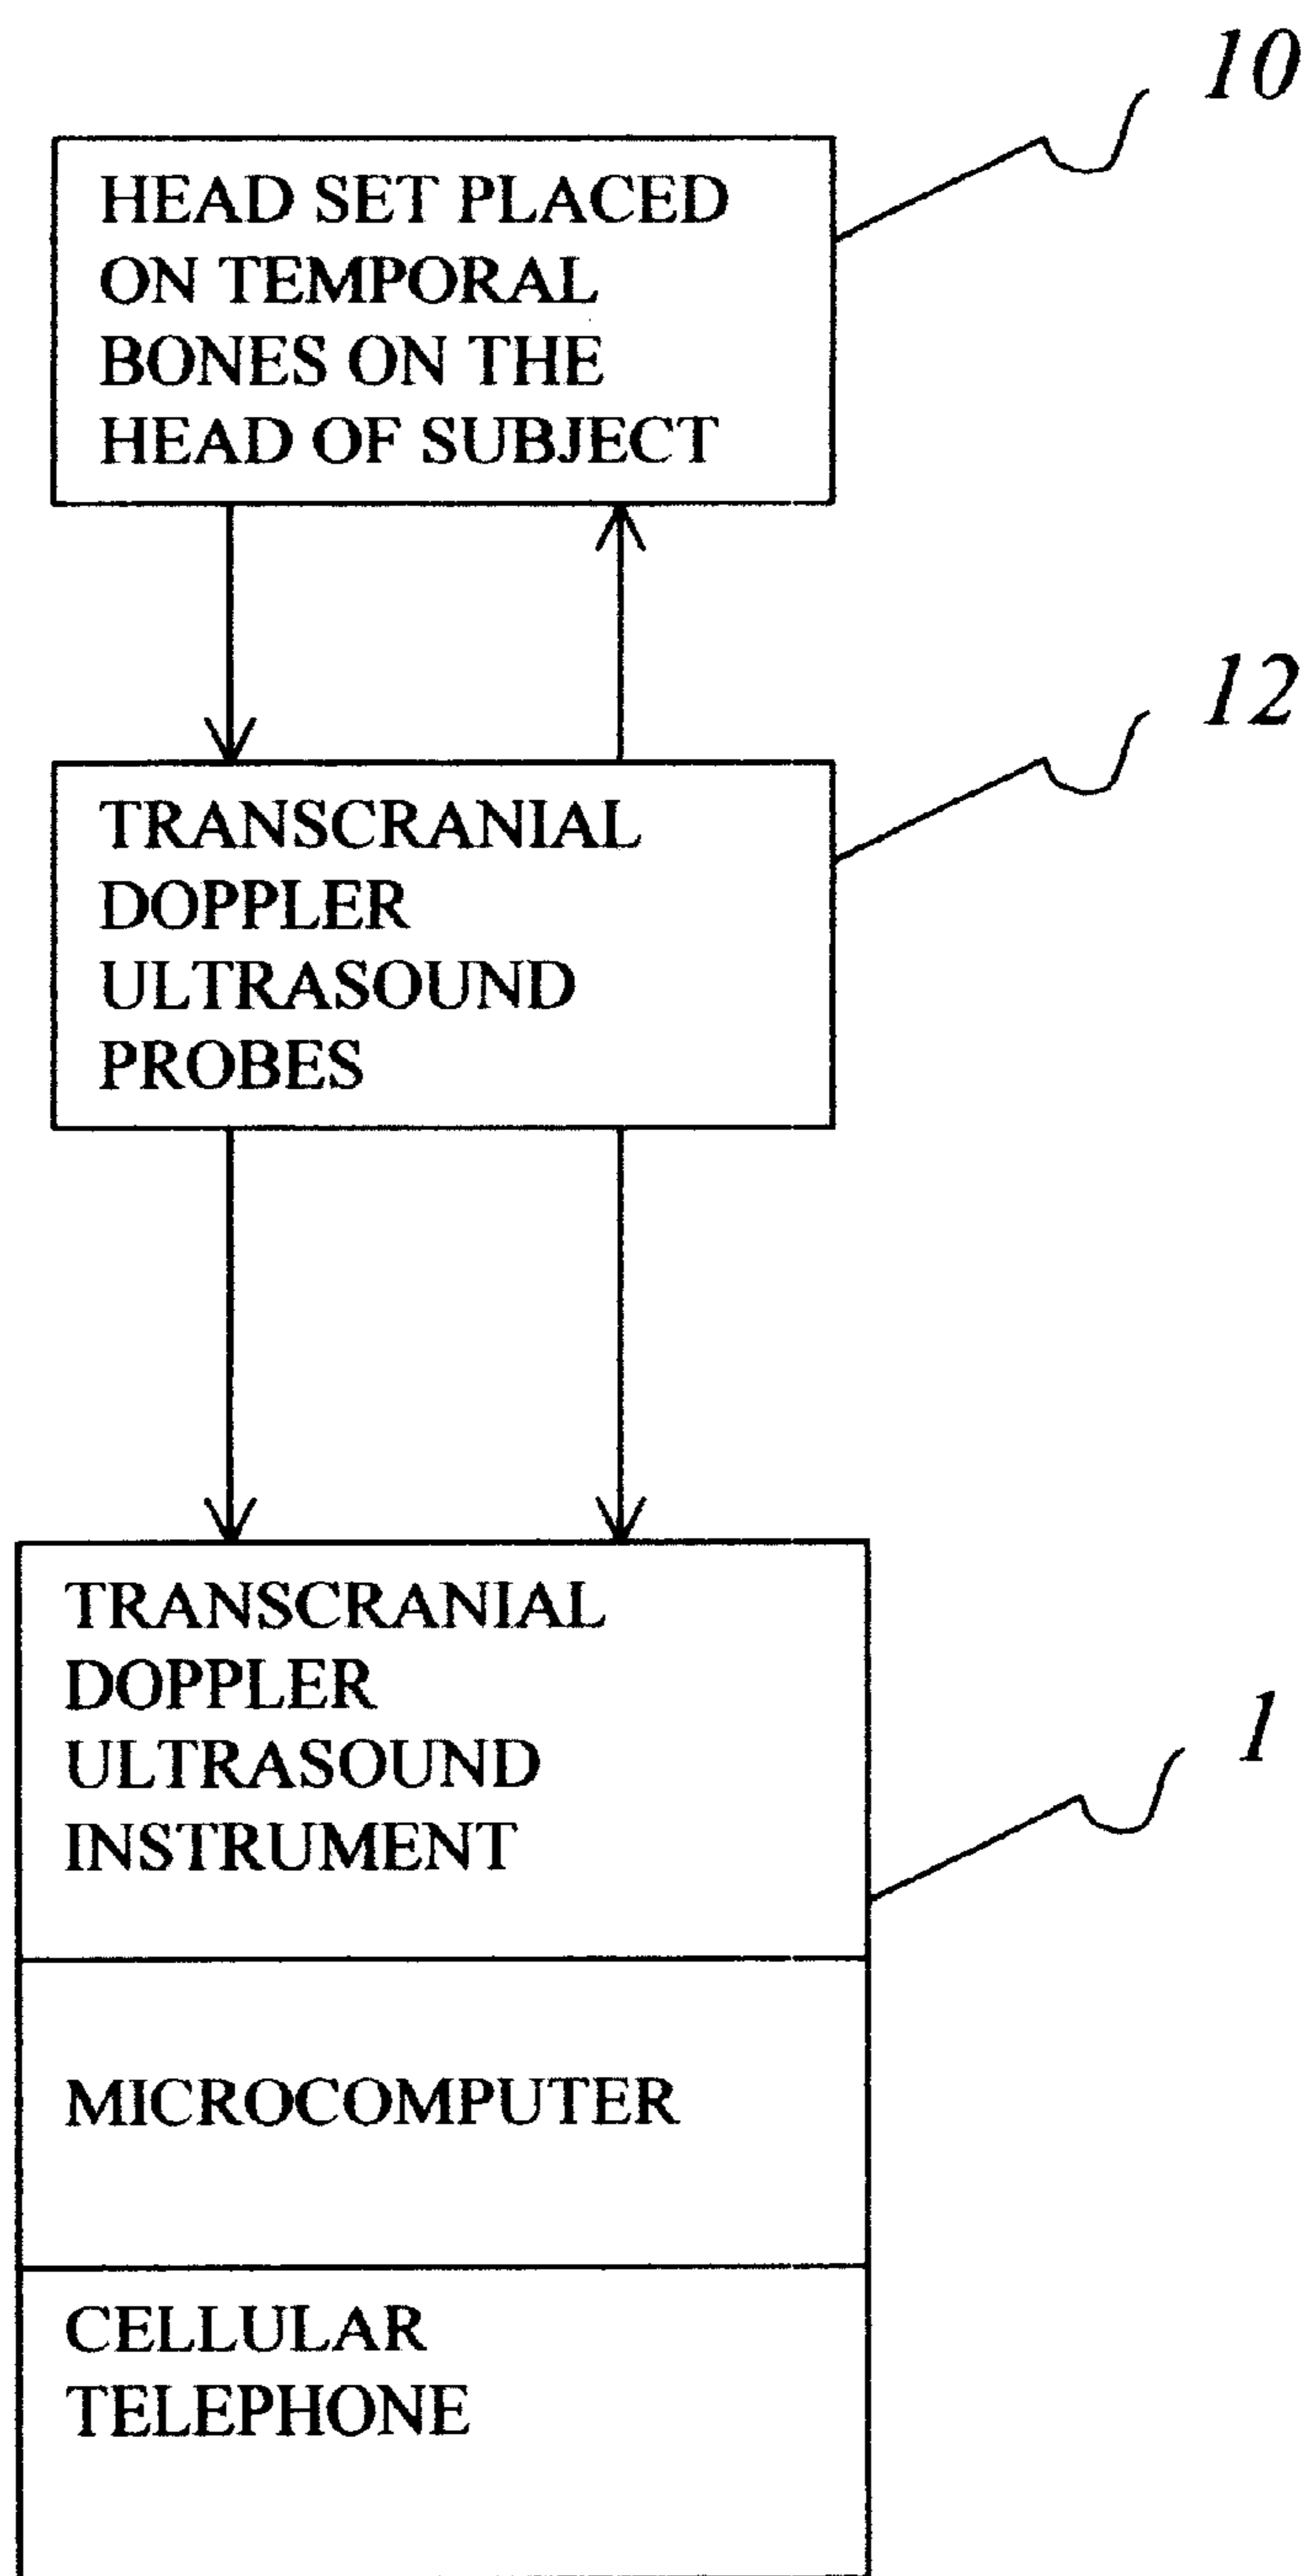 10
HEAD SET PLACED
ON TEMPORAL
BONES ON THE
HEAD OF SUBJECT
12
TRANSCRANIAL
DOPPLER
ULTRASOUND
PROBES
TRANSCRANIAL
DOPPLER
ULTRASOUND
INSTRUMENT
1
MICROCOMPUTER
CELLULAR
TELEPHONE